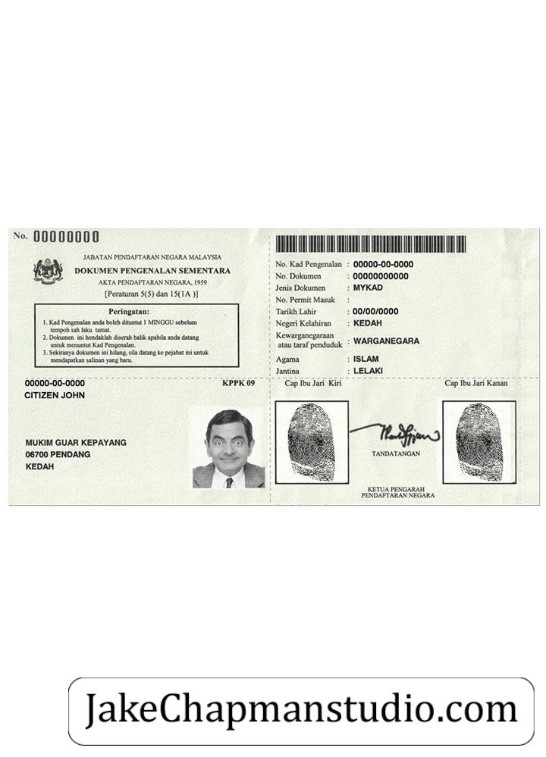 No. 00000000
JABATAN PENDAFTARAN NEGARA MALAYSIA
DOKUMEN PENGENALAN SEMENTARA
AKTA PENDAFTARAN NEGARA, 1959
[Peraturan 5(5) dan 15(1A )]
Peringatan:
1. Kad Pengenalan anda boleh dituntut 1 MINGGU sebelum
tempoh sah laku tamat.
2. Dokumen ini hendaklah diserah balik apabila anda datang
untuk menuntut Kad Pengenalan.
3. Sekiranya dokumen ini hilang, sila datang ke pejabat ini untuk
mendapatkan salinan yang baru.
00000-00-0000 KPPK 09
CITIZEN JOHN
MUKIM GUAR KEPAYANG
06700 PENDANG
KEDAH
No. Kad Pengenalan : 00000-00-0000
No. Dokumen : 00000000000
Jenis Dokumen : MYKAD
No. Permit Masuk :
Tarikh Lahir : 00/00/0000
Negeri Kelahiran : KEDAH
Kewarganegaraan
atau taraf penduduk : WARGANEGARA
Agama : ISLAM
Jantina : LELAKI
Cap Ibu Jari Kiri Cap Ibu Jari Kanan
TANDATANGAN
KETUA PENGARAH
PENDAFTARAN NEGARA
JakeChapmanstudio.com